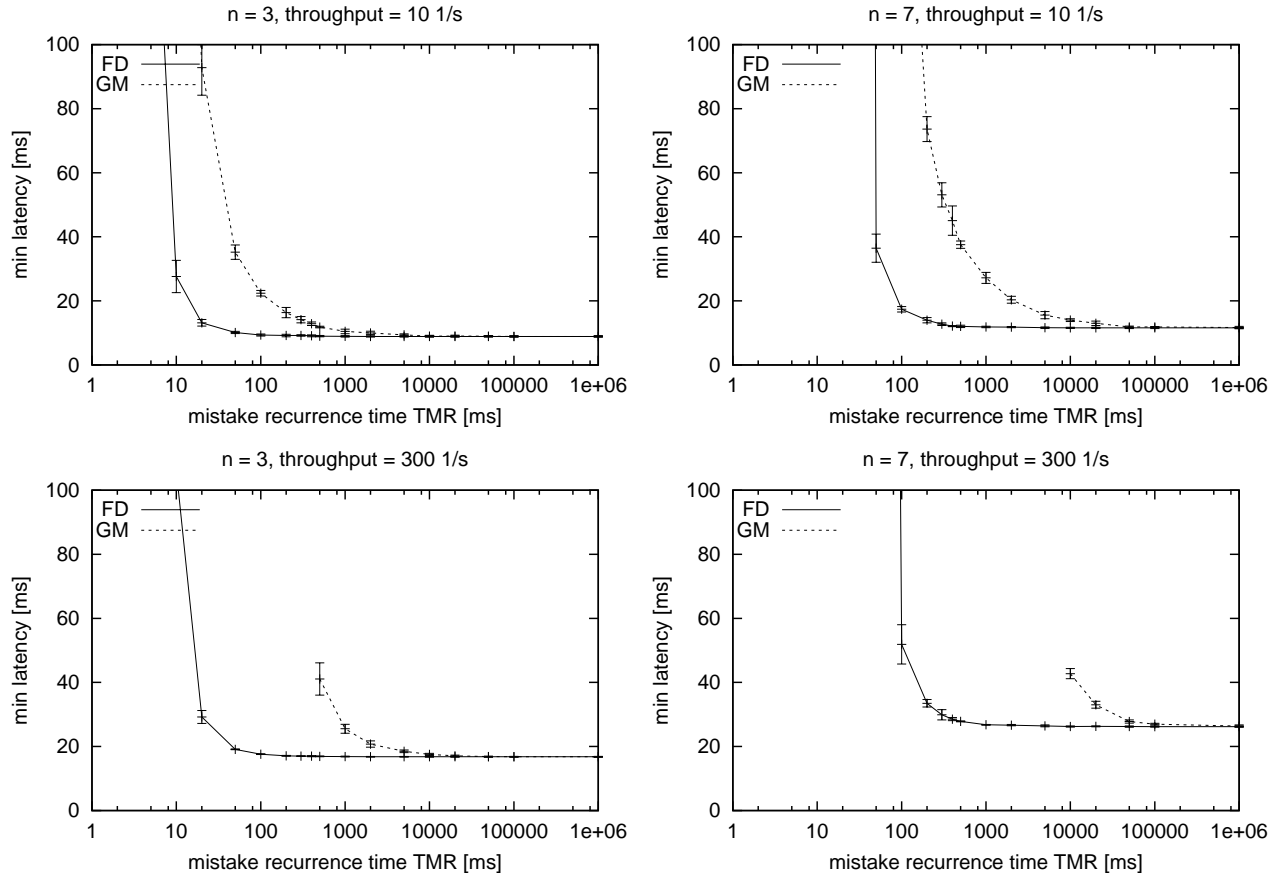 n = 3, throughput = 10 1/s
100
80
60
40
20
0
min latency [ms]
FD
GM
1 10 100 1000 10000 100000 1e+06
mistake recurrence time TMR [ms]
n = 7, throughput = 10 1/s
100
80
60
40
20
0
min latency [ms]
FD
GM
1 10 100 1000 10000 100000 1e+06
mistake recurrence time TMR [ms]
n = 3, throughput = 300 1/s
100
80
60
40
20
0
min latency [ms]
FD
GM
1 10 100 1000 10000 100000 1e+06
mistake recurrence time TMR [ms]
n = 7, throughput = 300 1/s
100
80
60
40
20
0
min latency [ms]
FD
GM
1 10 100 1000 10000 100000 1e+06
mistake recurrence time TMR [ms]